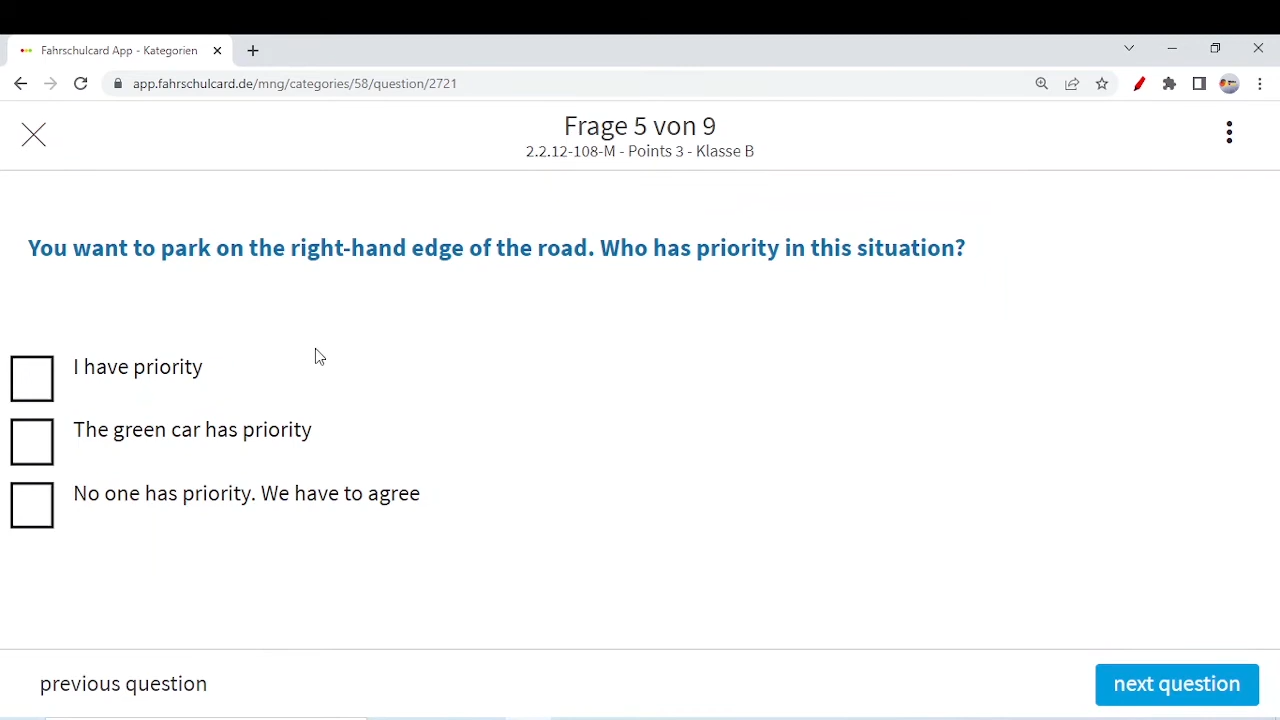 Fahrschulcard App - Kategorien
app.fahrschulcard.de/mng/categories/58/question/2721
Frage 5 von 9
2.2.12-108-M - Points 3 - Klasse B
You want to park on the right-hand edge of the road. Who has priority in this situation?
I have priority
The green car has priority
No one has priority. We have to agree
previous question
next question